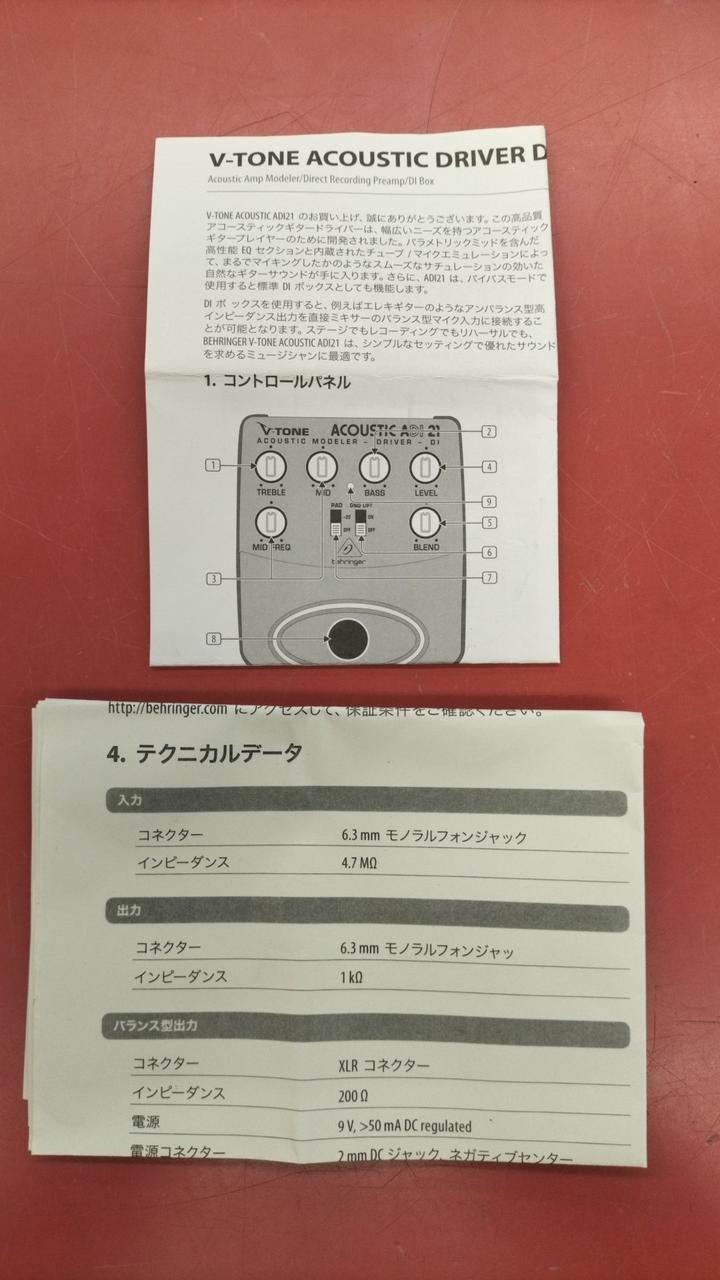 V-TONE ACOUSTIC DRIVER D
Acoustic Amp Modeler/Direct Recording Preamp/DI Box
V-TONE ACOUSTIC ADI21 のお買い上げ、誠にありがとうございます。この高品質
アコースティックギタードライバーは、幅広いニーズを持つアコースティック
ギタープレイヤーのために開発されました。パラメトリックミッドを含んだ
高性能 EQ セクションと内蔵されたチューブ/マイクエミュレーションによっ
て、まるでマイキングしたかのようなスムーズなサチュレーションの効いた
自然なギターサウンドが手に入ります。さらに、ADI21 は、バイパスモードで
使用すると標準 DI ボックスとしても機能します。
DI ボックスを使用すると、例えばエレキギターのようなアンバランス型高
インピーダンス出力を直接ミキサーのバランス型マイク入力に接続するこ
とが可能となります。ステージでもレコーディングでもリハーサルでも、
BEHRINGER V-TONE ACOUSTIC ADI21 は、シンプルなセッティングで優れたサウンド
を求めるミュージシャンに最適です。
1. コントロールパネル
V-TONE ACOUSTIC ADI 21
ACOUSTIC MODELER - DRIVER - DI
2
1
4
TREBLE MID BASS LEVEL
9
PAD GND LIFT
-20 ON
OFF OFF
5
MID FREQ BLEND
6
behringer
3
7
8
http://behringer.com にアクセスして、保証条件をご確認ください。
4. テクニカルデータ
入力
コネクター 6.3 mm モノラルフォンジャック
インピーダンス 4.7 MΩ
出力
コネクター 6.3 mm モノラルフォンジャッ
インピーダンス 1 kΩ
バランス型出力
コネクター XLR コネクター
インピーダンス 200 Ω
電源 9 V, >50 mA DC regulated
電源コネクター 2 mm DC ジャック、ネガティブセンター